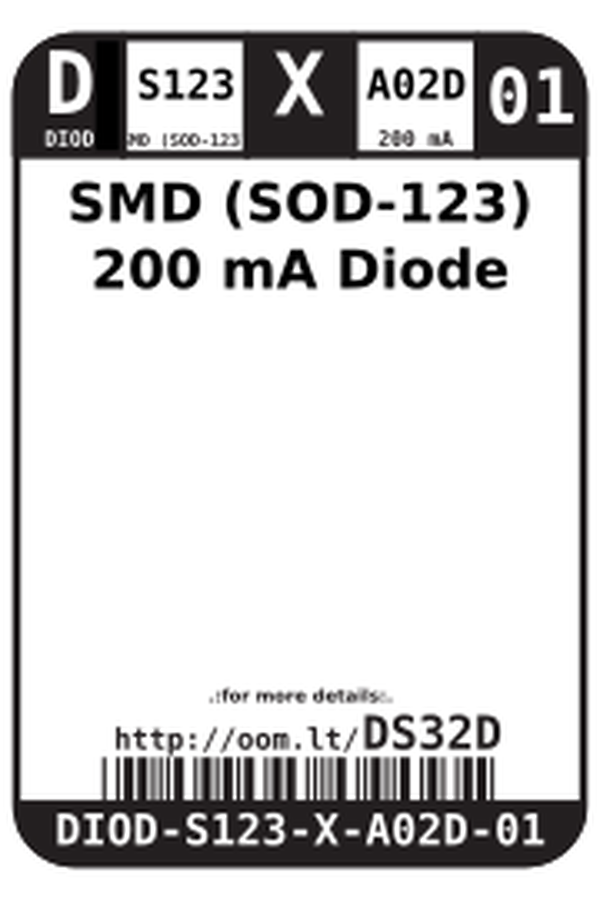 D S123 X A02D 01
DIOD MD (SOD-123 200 mA
SMD (SOD-123)
200 mA Diode
.:for more details:.
http://oom.lt/DS32D
DIOD-S123-X-A02D-01